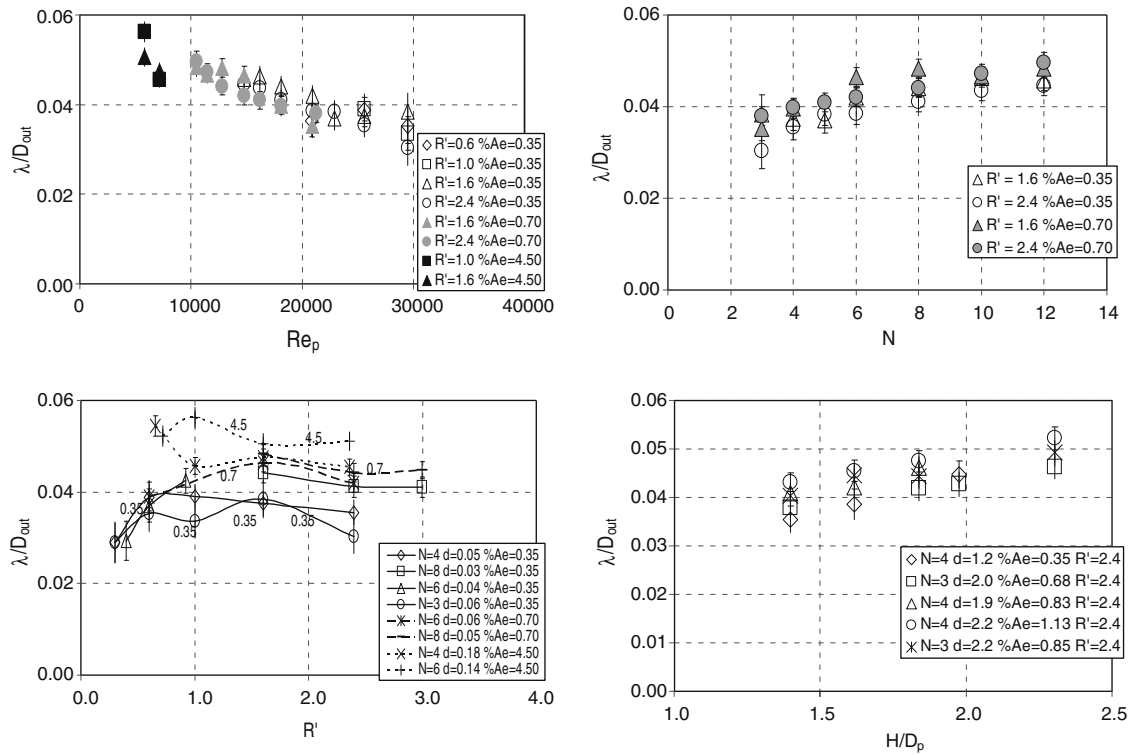 0.06
0.04
0.02
0.00
λ/D_out
0
10000
20000
30000
40000
Re_p
R'=0.6 %Ae=0.35
R'=1.0 %Ae=0.35
R'=1.6 %Ae=0.35
R'=2.4 %Ae=0.35
R'=1.6 %Ae=0.70
R'=2.4 %Ae=0.70
R'=1.0 %Ae=4.50
R'=1.6 %Ae=4.50
0.06
0.04
0.02
0.00
λ/D_out
0
2
4
6
8
10
12
14
N
R' = 1.6 %Ae=0.35
R' = 2.4 %Ae=0.35
R' = 1.6 %Ae=0.70
R' = 2.4 %Ae=0.70
0.06
0.04
0.02
0.00
λ/D_out
0.0
1.0
2.0
3.0
4.0
R'
4.5
4.5
0.7
0.7
0.35
0.35
0.35
0.35
N=4 d=0.05 %Ae=0.35
N=8 d=0.03 %Ae=0.35
N=6 d=0.04 %Ae=0.35
N=3 d=0.06 %Ae=0.35
N=6 d=0.06 %Ae=0.70
N=8 d=0.05 %Ae=0.70
N=4 d=0.18 %Ae=4.50
N=6 d=0.14 %Ae=4.50
0.06
0.05
0.04
0.03
0.02
0.01
0.00
λ/D_out
1.0
1.5
2.0
2.5
H/D_p
N=4 d=1.2 %Ae=0.35 R'=2.4
N=3 d=2.0 %Ae=0.68 R'=2.4
N=4 d=1.9 %Ae=0.83 R'=2.4
N=4 d=2.2 %Ae=1.13 R'=2.4
N=3 d=2.2 %Ae=0.85 R'=2.4